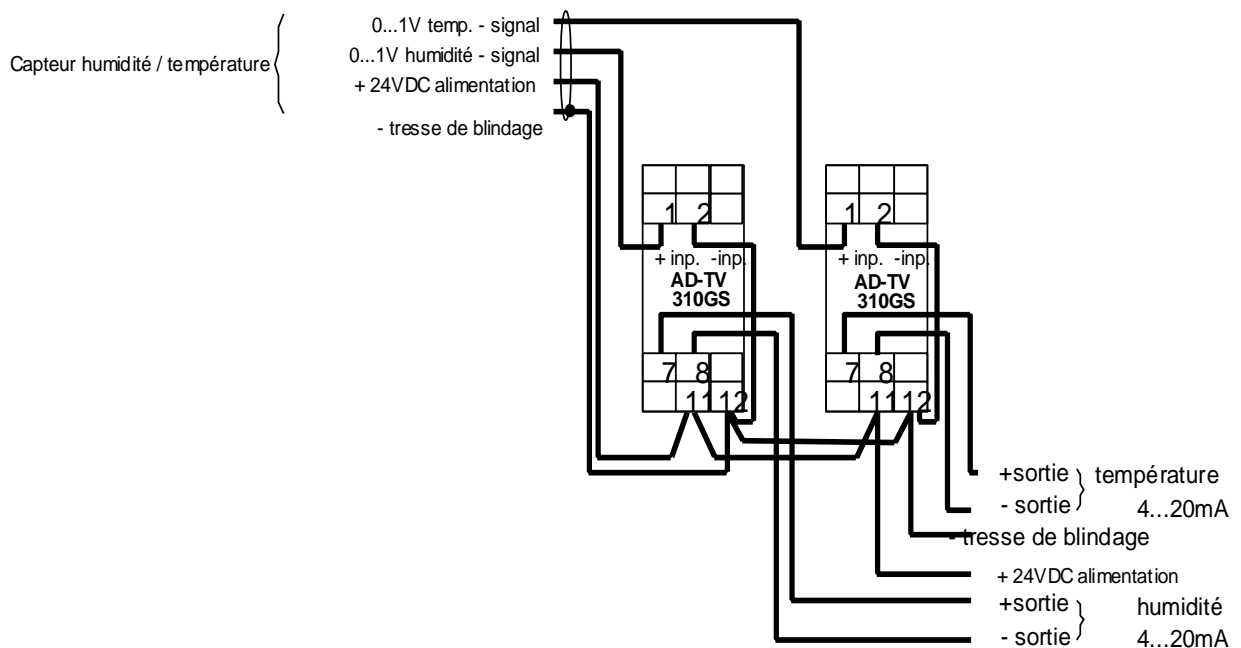 0...1V temp. - signal
0...1V humidité - signal
Capteur humidité / température
+ 24VDC alimentation
- tresse de blindage
1 2
1 2
+ inp. -inp.
+ inp. -inp.
AD-TV
310GS
AD-TV
310GS
7 8
7 8
11 12
11 12
+sortie
température
- sortie
4...20mA
- tresse de blindage
+ 24VDC alimentation
+sortie
humidité
- sortie
4...20mA